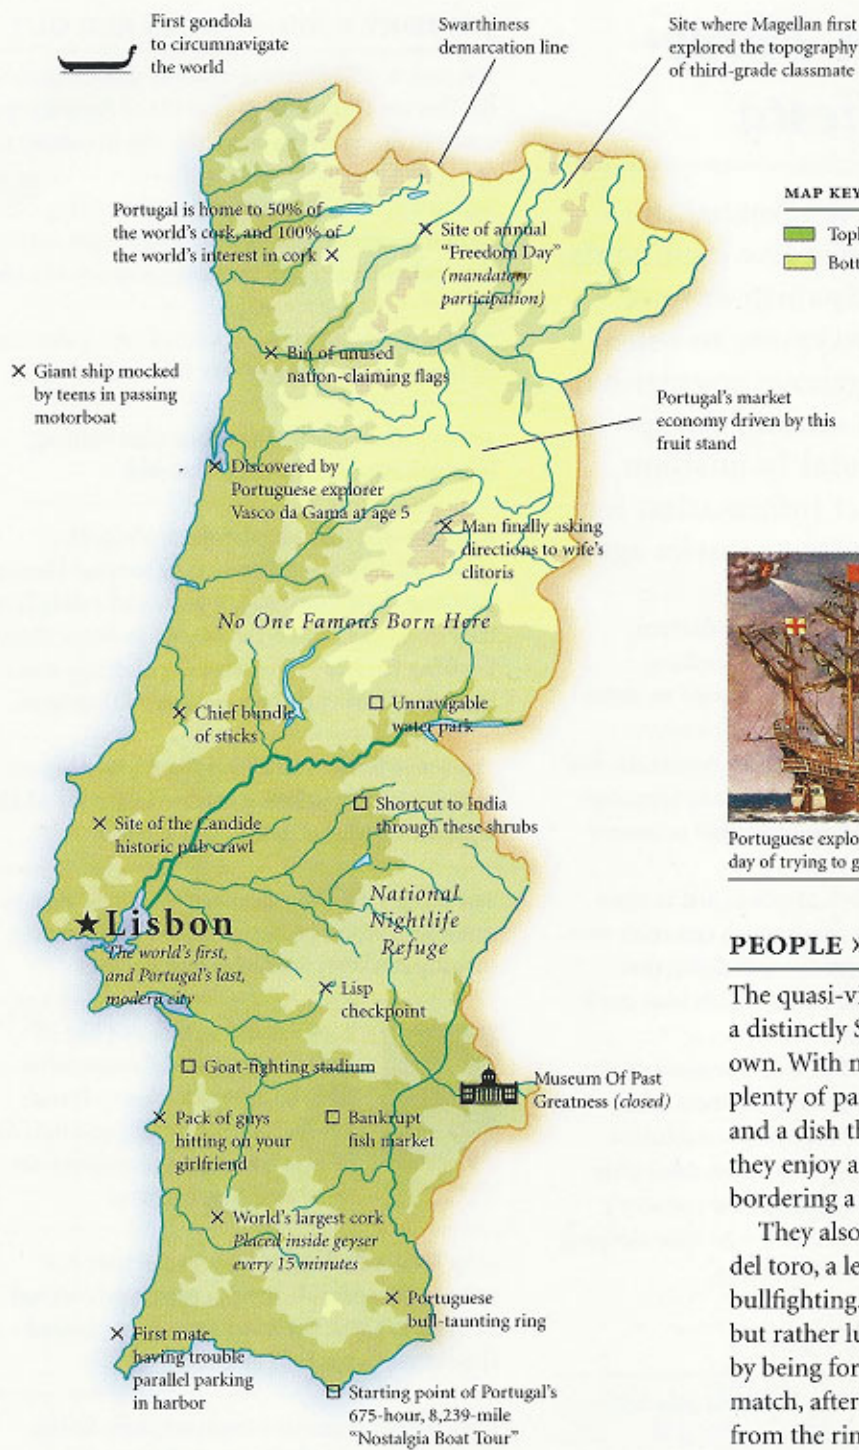 First gondola
to circumnavigate
the world
Swarthiness
demarcation line
Site where Magellan first
explored the topography
of third-grade classmate
MAP KEY
Portugal is home to 50% of
the world's cork, and 100% of
the world's interest in cork ×
× Site of annual
"Freedom Day"
(mandatory
participation)
× Bin of unused
nation-claiming flags
× Giant ship mocked
by teens in passing
motorboat
Portugal's market
economy driven by this
fruit stand
× Discovered by
Portuguese explorer
Vasco da Gama at age 5
× Man finally asking
directions to wife's
clitoris
No One Famous Born Here
× Chief bundle
of sticks
Unnavigable
water park
× Site of the Candide
historic pub crawl
Shortcut to India
through these shrubs
National
Nightlife
Refuge
★ Lisbon
The world's first,
and Portugal's last,
modern city
× Lisp
checkpoint
Goat-fighting stadium
Museum Of Past
Greatness (closed)
× Pack of guys
hitting on your
girlfriend
Bankrupt
fish market
× World's largest cork
Placed inside geyser
every 15 minutes
× Portuguese
bull-taunting ring
× First mate
having trouble
parallel parking
in harbor
Starting point of Portugal's
675-hour, 8,239-mile
"Nostalgia Boat Tour"
Portuguese
day of trying to
PEOPLE
The
a distinctly
own. With
plenty of
and a dish
they enjoy a
bordering a
They also
del toro, a
bullfighting.
but rather
by being
match, after
from the